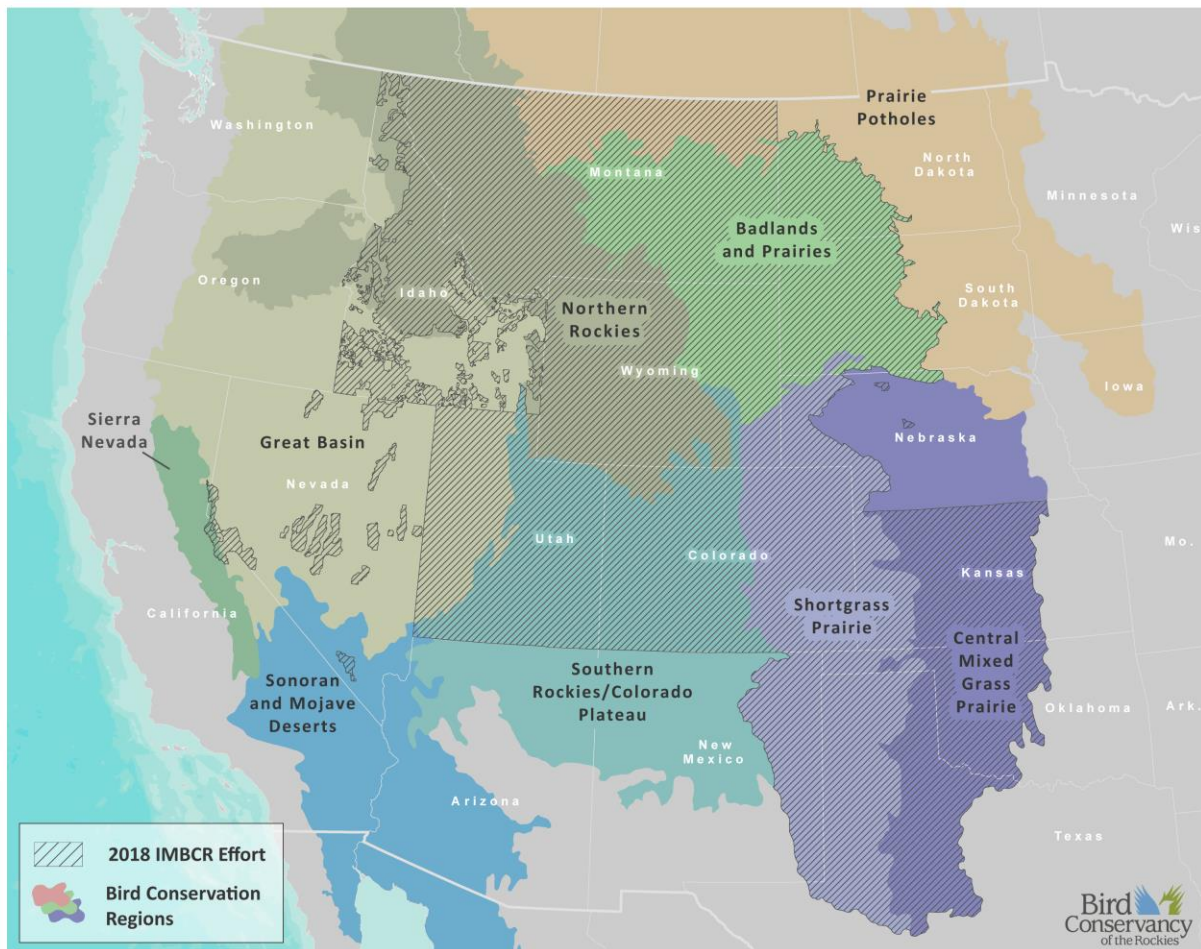 Washington
Prairie
Potholes
North
Dakota
Montana
Minnesota
Wis
Badlands
and Prairies
Oregon
Idaho
South
Dakota
Northern
Rockies
Wyoming
Iowa
Sierra
Nevada
Great Basin
Nebraska
Nevada
Utah
Colorado
Mo.
Kansas
California
Shortgrass
Prairie
Central
Mixed
Grass
Prairie
Sonoran
and Mojave
Deserts
Southern
Rockies/Colorado
Plateau
Oklahoma
Ark.
New
Mexico
Arizona
Texas
2018 IMBCR Effort
Bird Conservation
Regions
Bird
Conservancy
of the Rockies